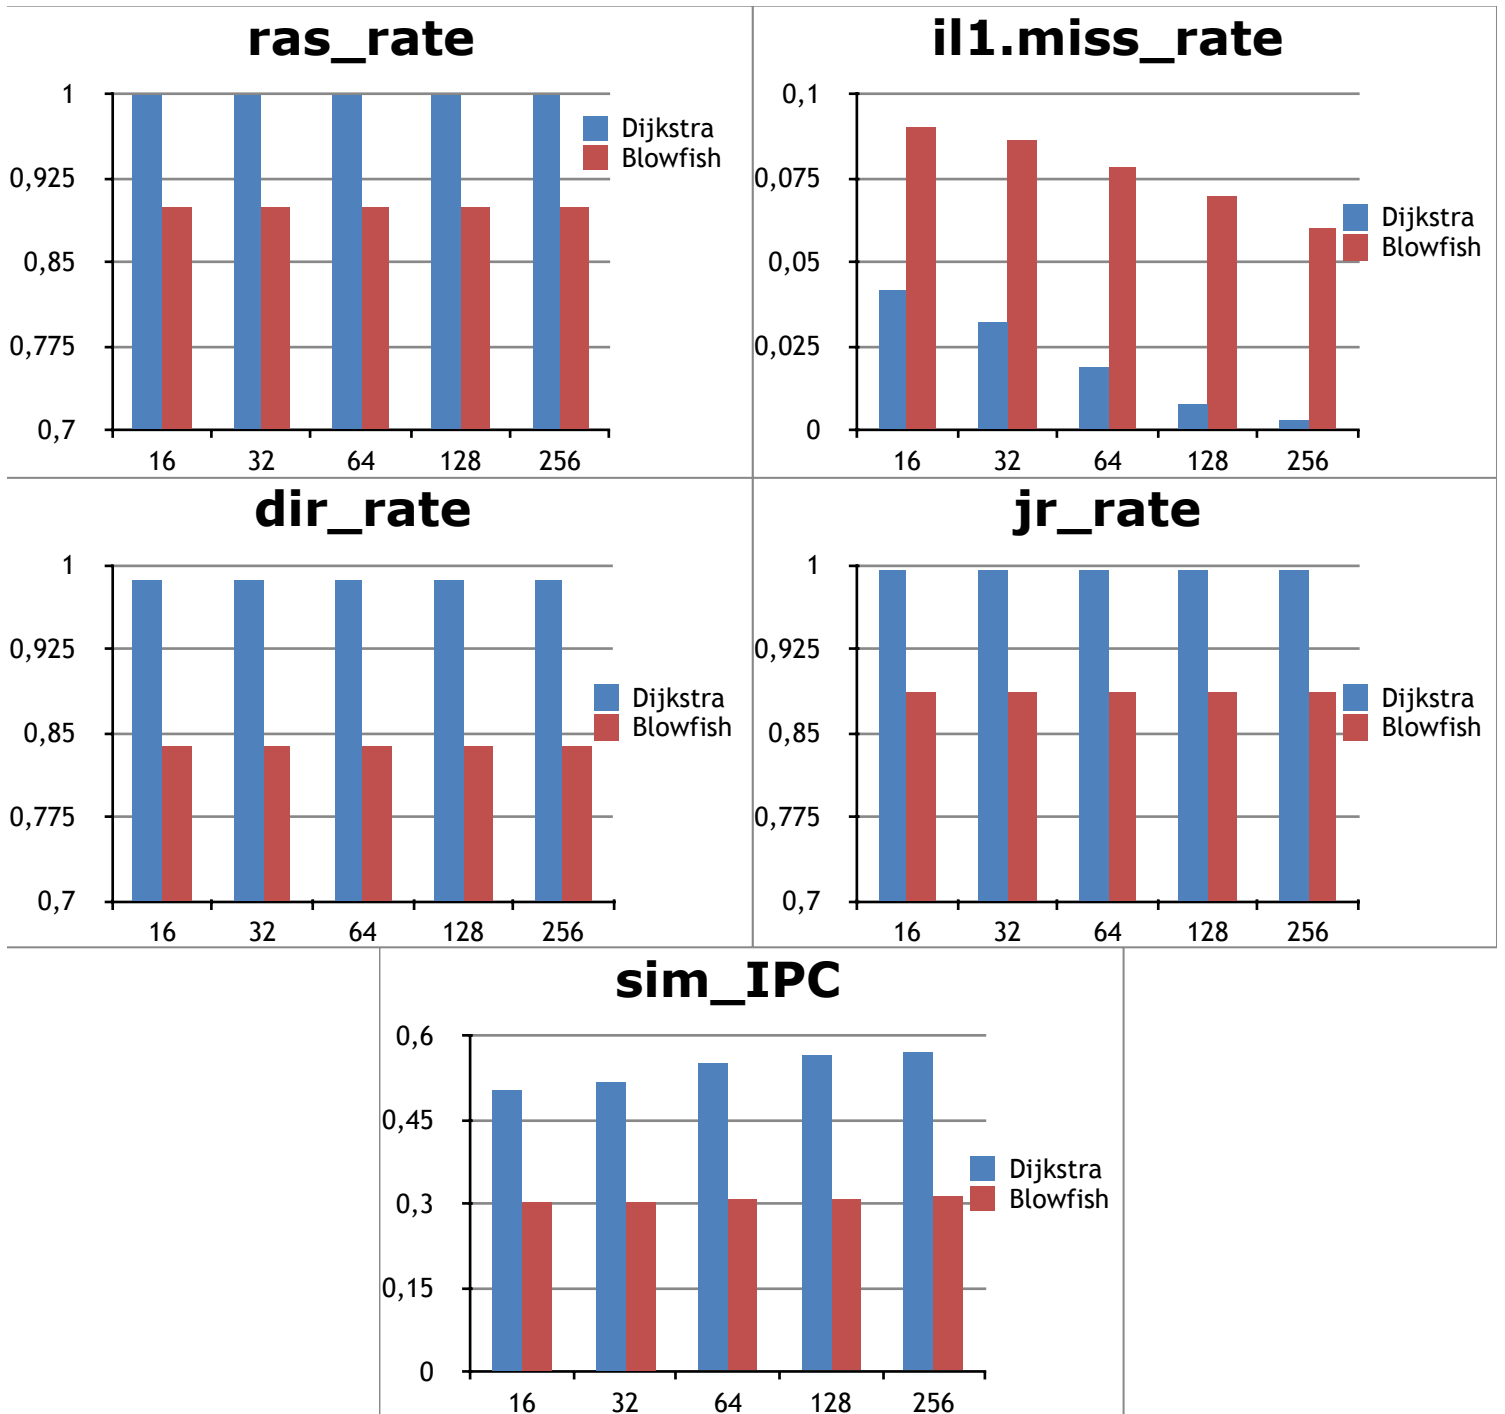 ras_rate
1
0,925
0,85
0,775
0,7
16 32 64 128 256
Dijkstra
Blowfish
il1.miss_rate
0,1
0,075
0,05
0,025
0
16 32 64 128 256
Dijkstra
Blowfish
dir_rate
1
0,925
0,85
0,775
0,7
16 32 64 128 256
Dijkstra
Blowfish
jr_rate
1
0,925
0,85
0,775
0,7
16 32 64 128 256
Dijkstra
Blowfish
sim_IPC
0,6
0,45
0,3
0,15
0
16 32 64 128 256
Dijkstra
Blowfish